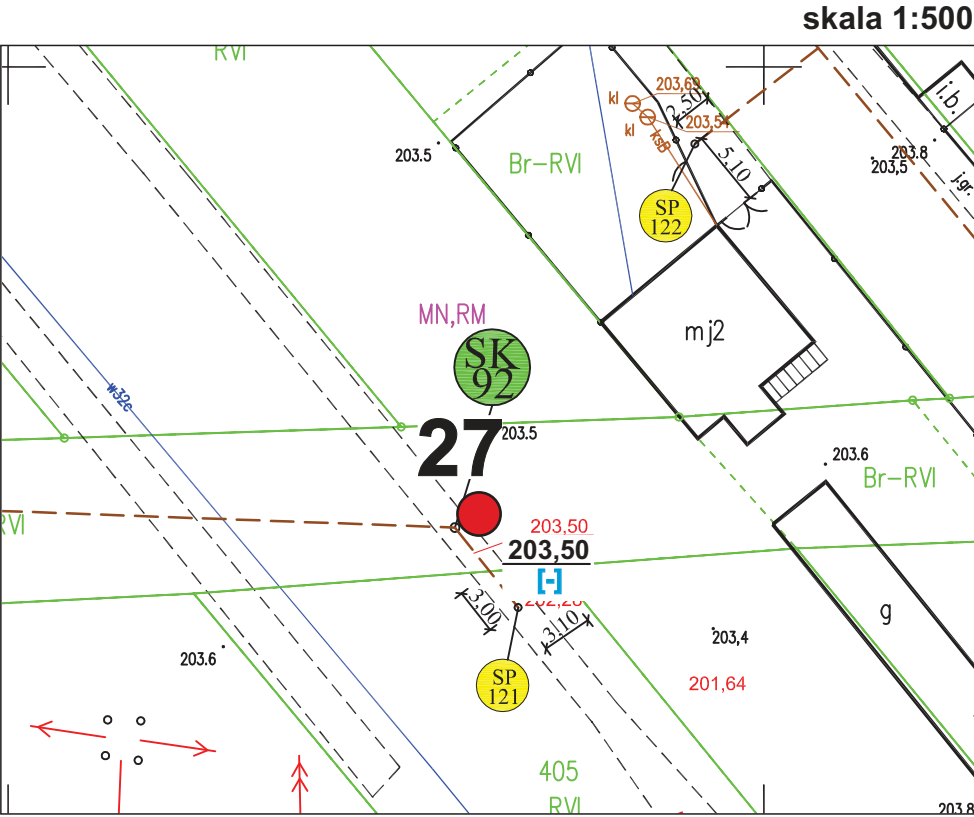 skala 1:500
RVI
kl
203,69
2,50
kl
203,54
ksB
i.b.
203.5
Br-RVI
5,10
203.8
203,5
j.gr.
SP
122
MN,RM
mj2
SK
92
w32e
27
203.5
203.6
Br-RVI
RVI
203,50
203,50
[-]
3,00
3,10
g
203,4
203.6
SP
121
201,64
405
RVI
203.8